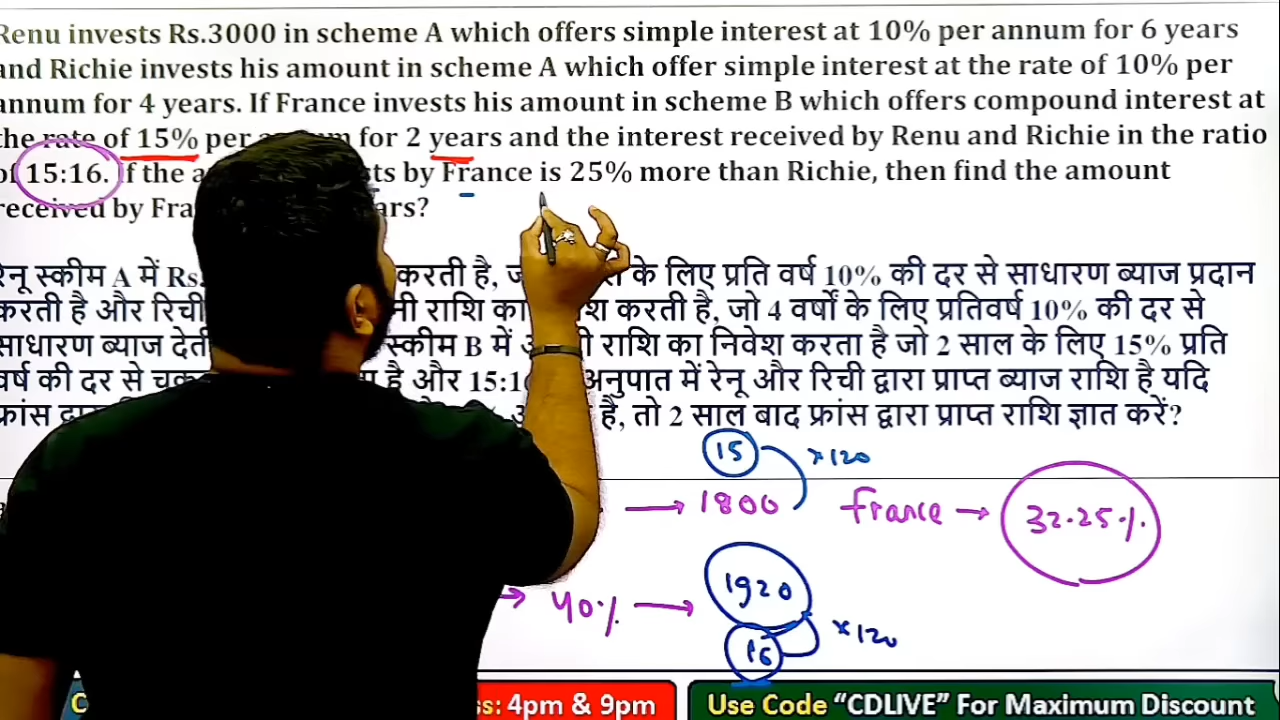 Renu invests Rs.3000 in scheme A which offers simple interest at 10% per annum for 6 years
and Richie invests his amount in scheme A which offer simple interest at the rate of 10% per
annum for 4 years. If France invests his amount in scheme B which offers compound interest at
the rate of 15% per for 2 years and the interest received by Renu and Richie in the ratio
of 15:16. If the by France is 25% more than Richie, then find the amount
received by
रेनू स्कीम A में करती है, के लिए प्रति वर्ष 10% की दर से साधारण ब्याज प्रदान
करती है और रिची राशि का करती है, जो 4 वर्षों के लिए प्रतिवर्ष 10% की दर से
साधारण ब्याज स्कीम B में राशि का निवेश करता है जो 2 साल के लिए 15% प्रति
वर्ष की दर से है और अनुपात में रेनू और रिची द्वारा प्राप्त ब्याज राशि है यदि
फ्रांस है, तो 2 साल बाद फ्रांस द्वारा प्राप्त राशि ज्ञात करें?
15 ×120
→ 1800 france → 32.25%
→ 40% → 1920
16 ×120
4pm & 9pm Use Code “CDLIVE” For Maximum Discount